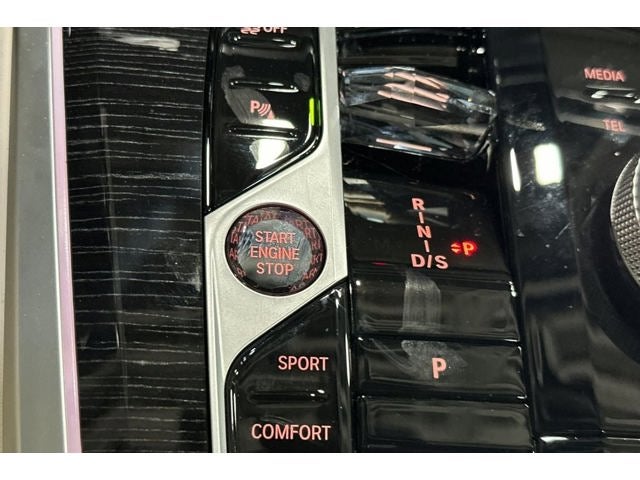 OFF
P
MEDIA
TEL
START
ENGINE
STOP
R
N
D/S
P
P
SPORT
COMFORT